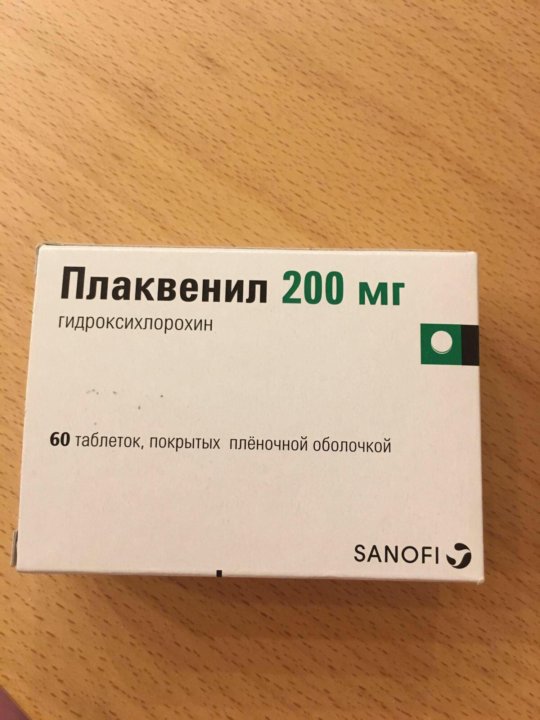 Плаквенил 200 мг
гидроксихлорохин
60 таблеток, покрытых плёночной оболочкой
SANOFI